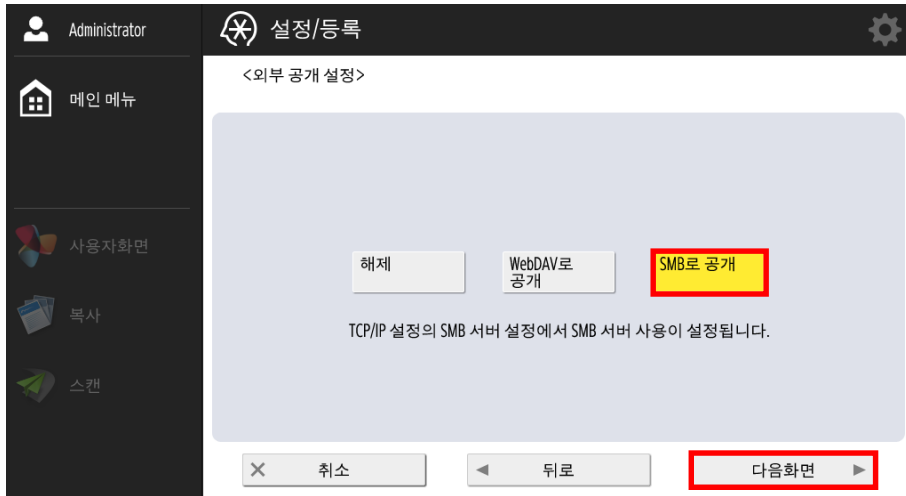 Administrator
설정/등록
<외부 공개 설정>
메인 메뉴
사용자화면
복사
스캔
해제
WebDAV로
공개
SMB로 공개
TCP/IP 설정의 SMB 서버 설정에서 SMB 서버 사용이 설정됩니다.
취소
뒤로
다음화면